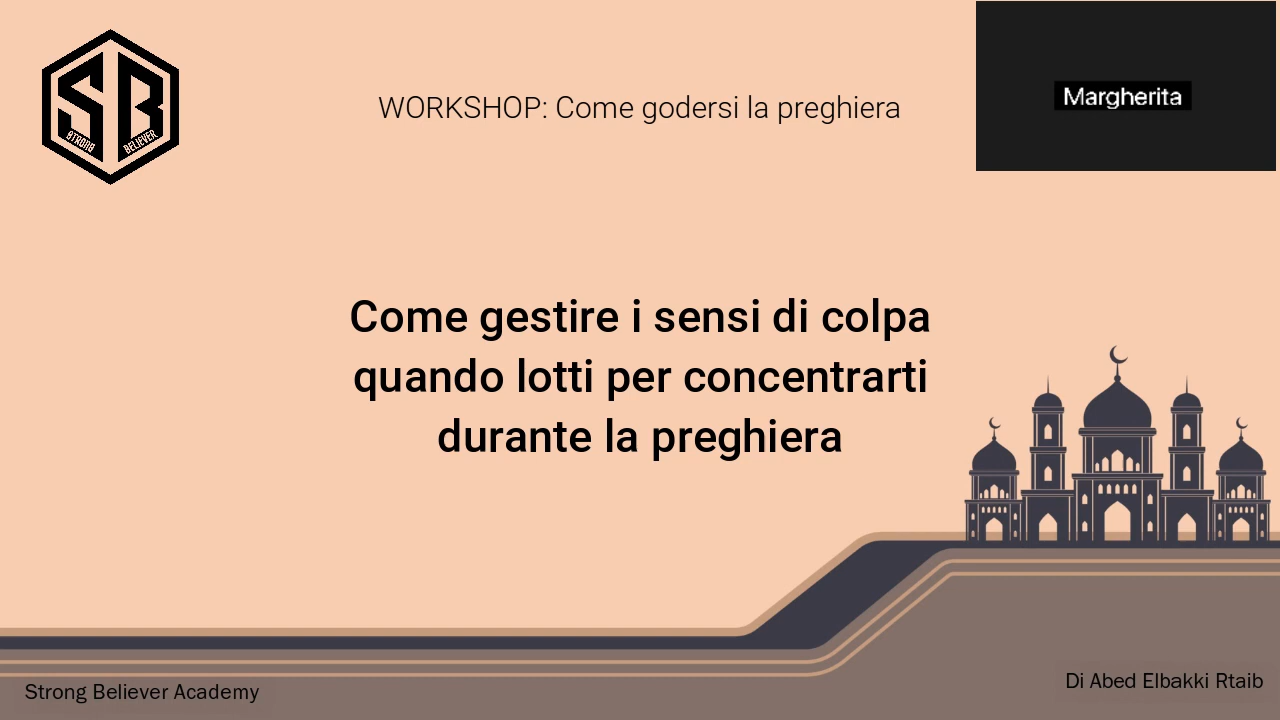 SB
STRONG BELIEVER
WORKSHOP: Come godersi la preghiera
Margherita
Come gestire i sensi di colpa
quando lotti per concentrarti
durante la preghiera
Strong Believer Academy
Di Abed Elbakki Rtaib